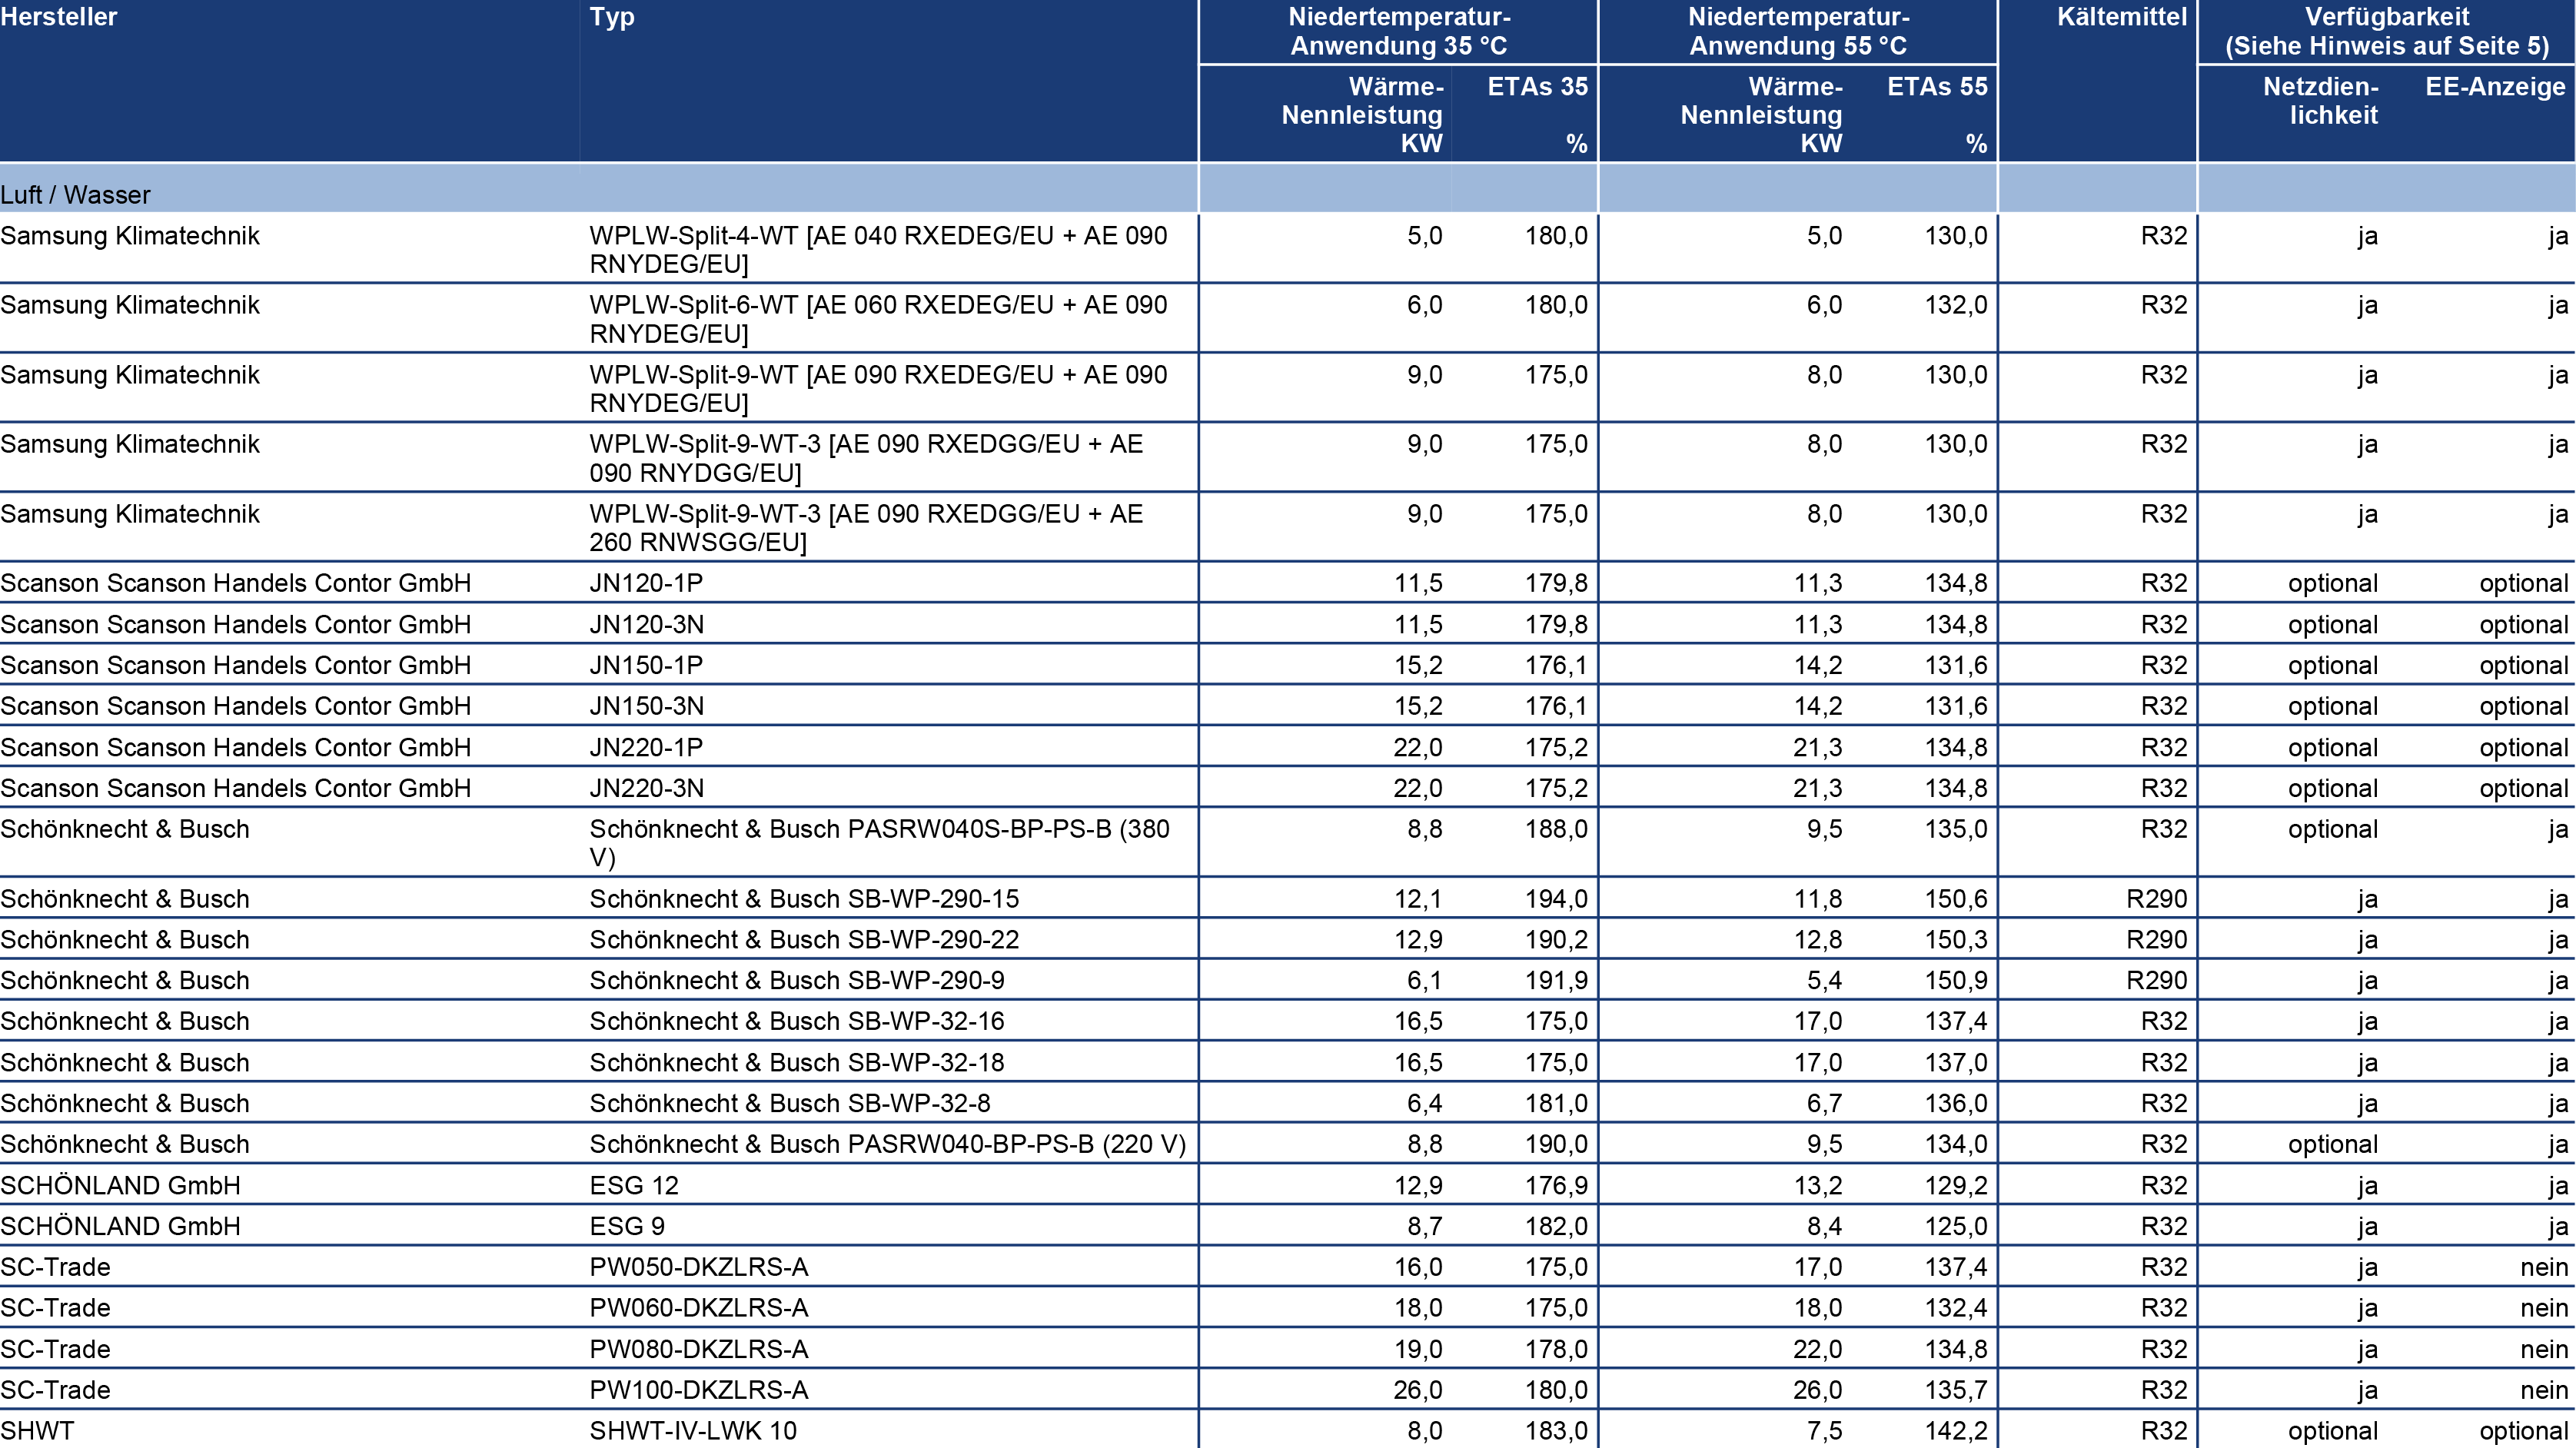 Hersteller Typ Niedertemperatur- Niedertemperatur- Kältemittel Verfügbarkeit
Anwendung 35 °C Anwendung 55 °C (Siehe Hinweis auf Seite 5)
Wärme- ETAs 35 Wärme- ETAs 55 Netzdien- EE-Anzeige
Nennleistung Nennleistung lichkeit
KW % KW %
Luft / Wasser
Samsung Klimatechnik WPLW-Split-4-WT [AE 040 RXEDEG/EU + AE 090 5,0 180,0 5,0 130,0 R32 ja ja
RNYDEG/EU]
Samsung Klimatechnik WPLW-Split-6-WT [AE 060 RXEDEG/EU + AE 090 6,0 180,0 6,0 132,0 R32 ja ja
RNYDEG/EU]
Samsung Klimatechnik WPLW-Split-9-WT [AE 090 RXEDEG/EU + AE 090 9,0 175,0 8,0 130,0 R32 ja ja
RNYDEG/EU]
Samsung Klimatechnik WPLW-Split-9-WT-3 [AE 090 RXEDGG/EU + AE 9,0 175,0 8,0 130,0 R32 ja ja
090 RNYDGG/EU]
Samsung Klimatechnik WPLW-Split-9-WT-3 [AE 090 RXEDGG/EU + AE 9,0 175,0 8,0 130,0 R32 ja ja
260 RNWSGG/EU]
Scanson Scanson Handels Contor GmbH JN120-1P 11,5 179,8 11,3 134,8 R32 optional optional
Scanson Scanson Handels Contor GmbH JN120-3N 11,5 179,8 11,3 134,8 R32 optional optional
Scanson Scanson Handels Contor GmbH JN150-1P 15,2 176,1 14,2 131,6 R32 optional optional
Scanson Scanson Handels Contor GmbH JN150-3N 15,2 176,1 14,2 131,6 R32 optional optional
Scanson Scanson Handels Contor GmbH JN220-1P 22,0 175,2 21,3 134,8 R32 optional optional
Scanson Scanson Handels Contor GmbH JN220-3N 22,0 175,2 21,3 134,8 R32 optional optional
Schönknecht & Busch Schönknecht & Busch PASRW040S-BP-PS-B (380 8,8 188,0 9,5 135,0 R32 optional ja
V)
Schönknecht & Busch Schönknecht & Busch SB-WP-290-15 12,1 194,0 11,8 150,6 R290 ja ja
Schönknecht & Busch Schönknecht & Busch SB-WP-290-22 12,9 190,2 12,8 150,3 R290 ja ja
Schönknecht & Busch Schönknecht & Busch SB-WP-290-9 6,1 191,9 5,4 150,9 R290 ja ja
Schönknecht & Busch Schönknecht & Busch SB-WP-32-16 16,5 175,0 17,0 137,4 R32 ja ja
Schönknecht & Busch Schönknecht & Busch SB-WP-32-18 16,5 175,0 17,0 137,0 R32 ja ja
Schönknecht & Busch Schönknecht & Busch SB-WP-32-8 6,4 181,0 6,7 136,0 R32 ja ja
Schönknecht & Busch Schönknecht & Busch PASRW040-BP-PS-B (220 V) 8,8 190,0 9,5 134,0 R32 optional ja
SCHÖNLAND GmbH ESG 12 12,9 176,9 13,2 129,2 R32 ja ja
SCHÖNLAND GmbH ESG 9 8,7 182,0 8,4 125,0 R32 ja ja
SC-Trade PW050-DKZLRS-A 16,0 175,0 17,0 137,4 R32 ja nein
SC-Trade PW060-DKZLRS-A 18,0 175,0 18,0 132,4 R32 ja nein
SC-Trade PW080-DKZLRS-A 19,0 178,0 22,0 134,8 R32 ja nein
SC-Trade PW100-DKZLRS-A 26,0 180,0 26,0 135,7 R32 ja nein
SHWT SHWT-IV-LWK 10 8,0 183,0 7,5 142,2 R32 optional optional